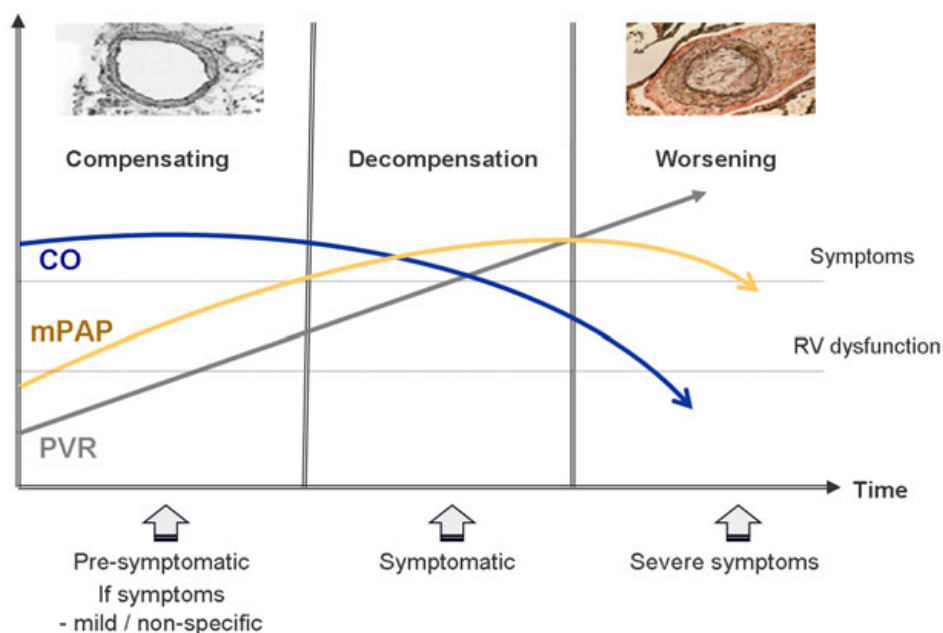 Compensating
Decompensation
Worsening
CO
mPAP
PVR
Symptoms
RV dysfunction
Time
Pre-symptomatic
If symptoms
- mild / non-specific
Symptomatic
Severe symptoms